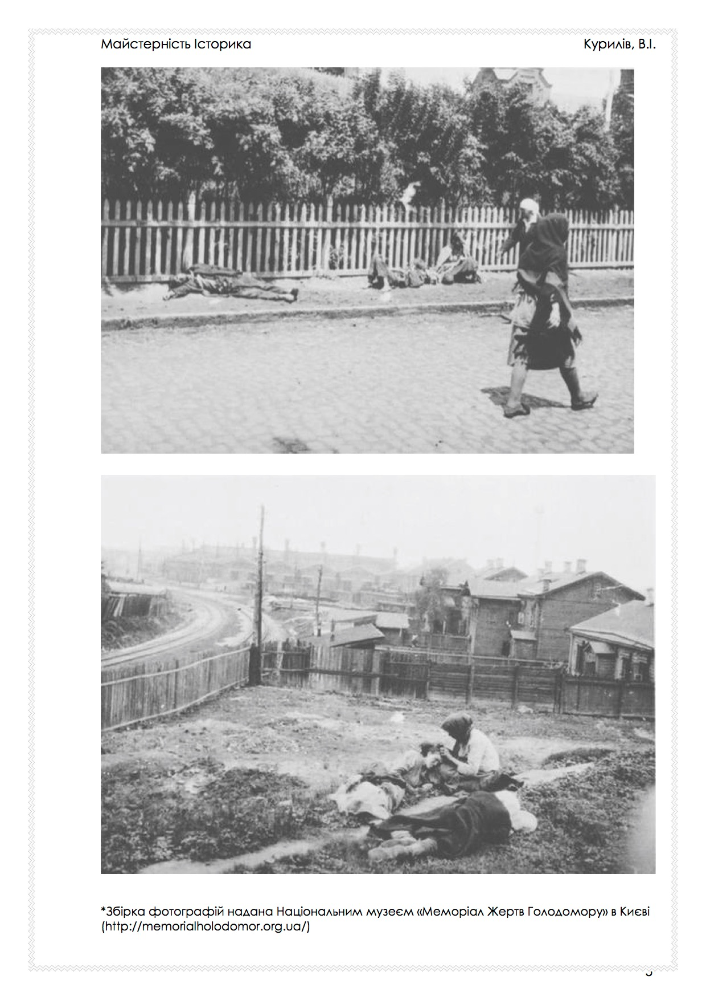 Майстерність Історика Курилів, В.І.
*Збірка фотографій надана Національним музеєм «Меморіал Жертв Голодомору» в Києві
(http://memorialholodomor.org.ua/)